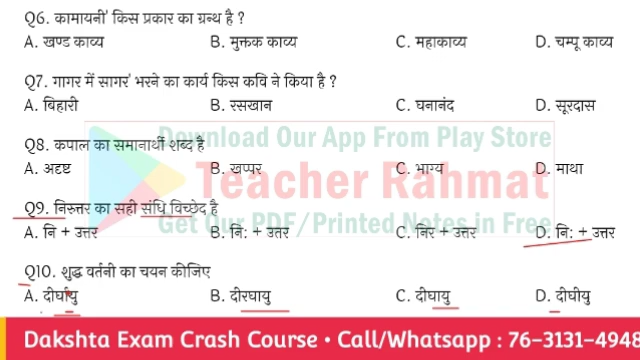 Q6. कामायनी' किस प्रकार का ग्रन्थ है ?
A. खण्ड काव्य B. मुक्तक काव्य C. महाकाव्य D. चम्पू काव्य
Q7. गागर में सागर' भरने का कार्य किस कवि ने किया है ?
A. बिहारी B. रसखान C. घनानंद D. सूरदास
Download Our App From Play Store
Q8. कपाल का समानार्थी शब्द है
A. अदृष्ट B. खप्पर C. भाग्य D. माथा
Teacher Rahmat
Q9. निरुत्तर का सही संधि विच्छेद है
Get Our PDF/Printed Notes in Free
A. नि + उत्तर B. नि: + उतर C. निर + उत्तर D. नि: + उत्तर
Q10. शुद्ध वर्तनी का चयन कीजिए
A. दीर्घायु B. दीरघायु C. दीघायु D. दीघीयु
Dakshta Exam Crash Course • Call/Whatsapp : 76-3131-4948